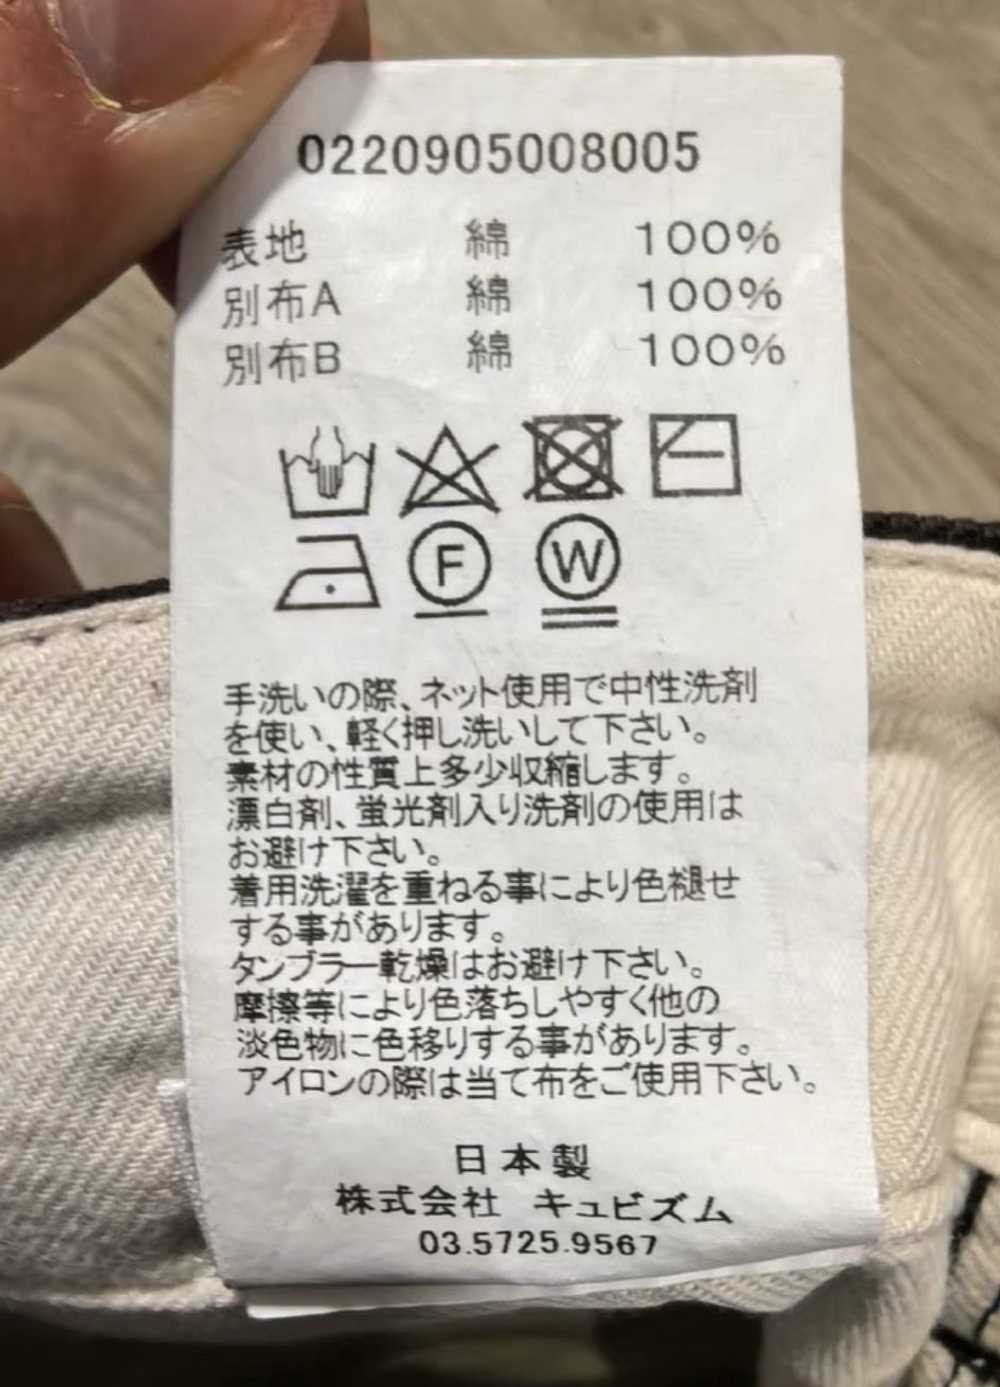 0220905008005
表地 綿 100%
別布A 綿 100%
別布B 綿 100%
F W
手洗いの際、ネット使用で中性洗剤
を使い、軽く押し洗いして下さい。
素材の性質上多少収縮します。
漂白剤、蛍光剤入り洗剤の使用は
お避け下さい。
着用洗濯を重ねる事により色褪せ
する事があります。
タンブラー乾燥はお避け下さい。
摩擦等により色落ちしやすく他の
淡色物に色移りする事があります。
アイロンの際は当て布をご使用下さい。
日本製
株式会社 キュビズム
03.5725.9567